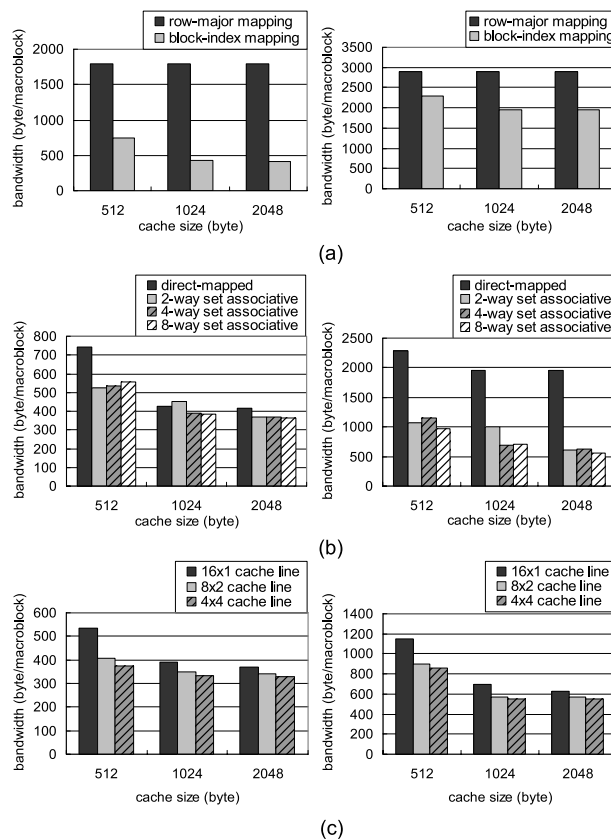 row-major mapping
block-index mapping
bandwidth (byte/macroblock)
2000
1500
1000
500
0
512 1024 2048
cache size (byte)
row-major mapping
block-index mapping
bandwidth (byte/macroblock)
3500
3000
2500
2000
1500
1000
500
0
512 1024 2048
cache size (byte)
(a)
direct-mapped
2-way set associative
4-way set associative
8-way set associative
bandwidth (byte/macroblock)
800
700
600
500
400
300
200
100
0
512 1024 2048
cache size (byte)
direct-mapped
2-way set associative
4-way set associative
8-way set associative
bandwidth (byte/macroblock)
2500
2000
1500
1000
500
0
512 1024 2048
cache size (byte)
(b)
16x1 cache line
8x2 cache line
4x4 cache line
bandwidth (byte/macroblock)
600
500
400
300
200
100
0
512 1024 2048
cache size (byte)
16x1 cache line
8x2 cache line
4x4 cache line
bandwidth (byte/macroblock)
1400
1200
1000
800
600
400
200
0
512 1024 2048
cache size (byte)
(c)